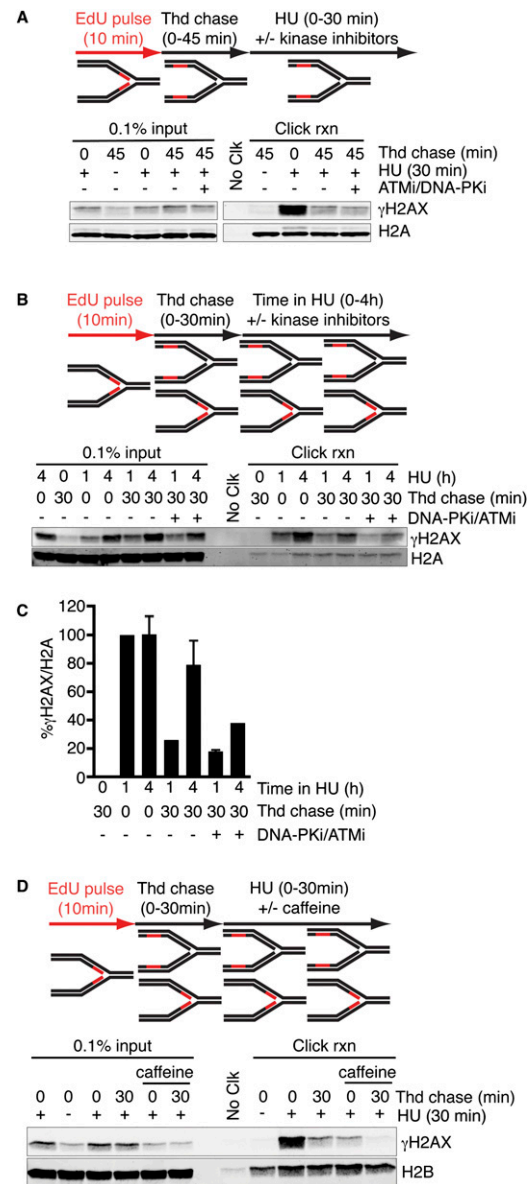 A
EdU pulse Thd chase HU (0-30 min)
(10 min) (0-45 min) +/- kinase inhibitors
0.1% input No Clk Click rxn
0 45 0 45 45 45 0 45 45 Thd chase (min)
+ - + + + - + + + HU (30 min)
- - - - + - - - + ATMi/DNA-PKi
γH2AX
H2A
B
EdU pulse Thd chase Time in HU (0-4h)
(10min) (0-30min) +/- kinase inhibitors
0.1% input No Clk Click rxn
4 0 1 4 1 4 1 4 0 1 4 1 4 1 4 HU (h)
0 30 0 0 30 30 30 30 30 0 0 30 30 30 30 Thd chase (min)
- - - - - - + + - - - - - + + DNA-PKi/ATMi
γH2AX
H2A
C
%γH2AX/H2A
120
100
80
60
40
20
0
0 1 4 1 4 1 4 Time in HU (h)
30 0 0 30 30 30 30 Thd chase (min)
- - - - - + + DNA-PKi/ATMi
D
EdU pulse Thd chase HU (0-30min)
(10min) (0-30min) +/- caffeine
0.1% input No Clk Click rxn
caffeine caffeine
0 0 0 30 0 30 0 0 30 0 30 Thd chase (min)
+ - + + + + - + + + + HU (30 min)
γH2AX
H2B